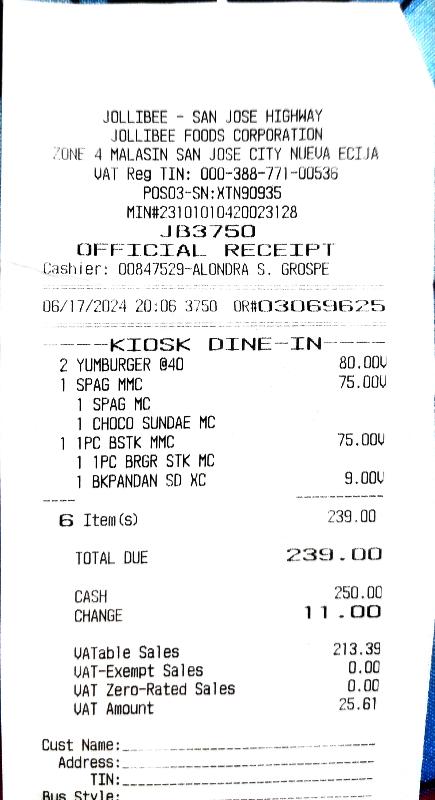 JOLLIBEE - SAN JOSE HIGHWAY
JOLLIBEE FOODS CORPORATION
ZONE 4 MALASIN SAN JOSE CITY NUEVA ECIJA
VAT Reg TIN: 000-388-771-00536
POS03-SN:XTN90935
MIN#23101010420023128
JB3750
OFFICIAL RECEIPT
Cashier: 00847529-ALONDRA S. GROSPE
06/17/2024 20:06 3750 OR#03069625
-----KIOSK DINE-IN-----
2 YUMBURGER @40 80.00V
1 SPAG MMC 75.00V
1 SPAG MC
1 CHOCO SUNDAE MC
1 1PC BSTK MMC 75.00V
1 1PC BRGR STK MC
1 BKPANDAN SD XC 9.00V
6 Item(s) 239.00
TOTAL DUE 239.00
CASH 250.00
CHANGE 11.00
VATable Sales 213.39
VAT-Exempt Sales 0.00
VAT Zero-Rated Sales 0.00
VAT Amount 25.61
Cust Name:
Address:
TIN:
Bus Style: